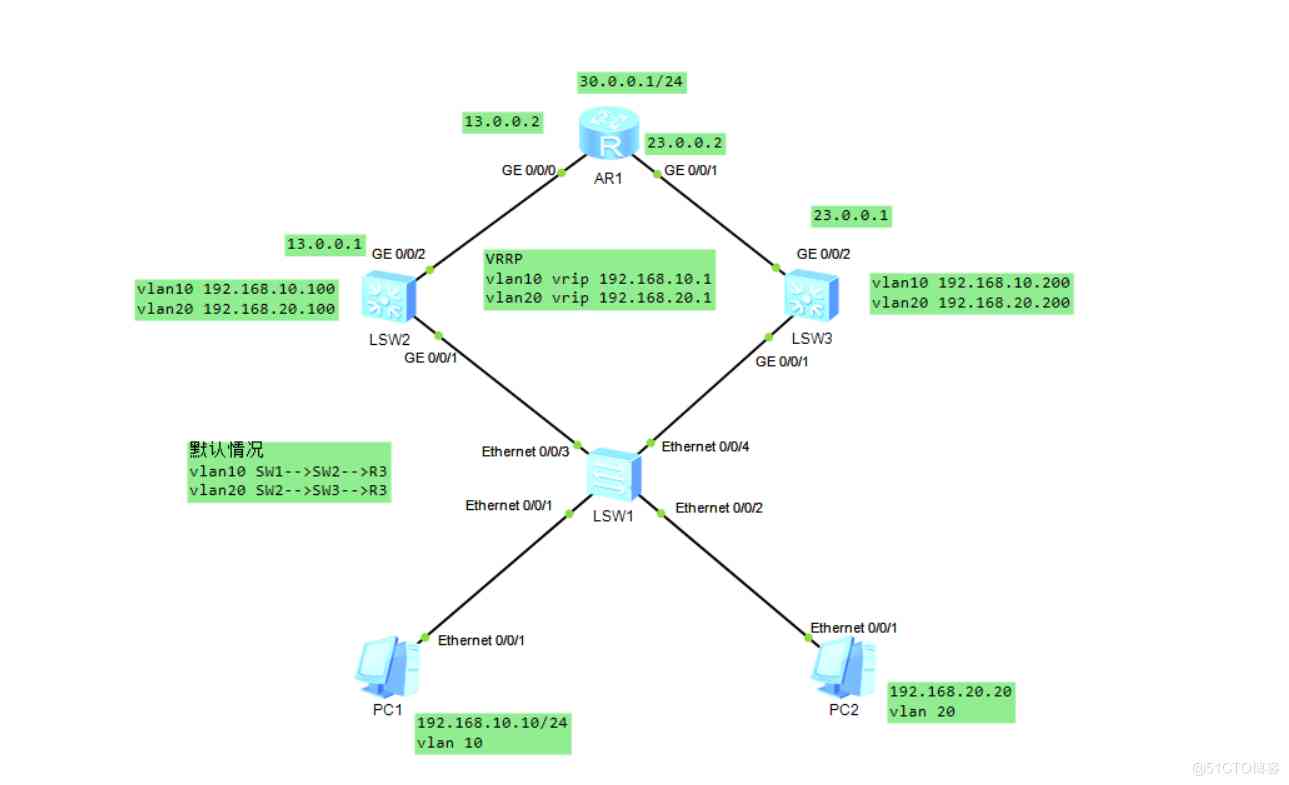 30.0.0.1/24
13.0.0.2
23.0.0.2
GE 0/0/0
GE 0/0/1
AR1
23.0.0.1
13.0.0.1
GE 0/0/2
GE 0/0/2
VRRP
vlan10 vrip 192.168.10.1
vlan20 vrip 192.168.20.1
vlan10 192.168.10.100
vlan20 192.168.20.100
vlan10 192.168.10.200
vlan20 192.168.20.200
LSW2
LSW3
GE 0/0/1
GE 0/0/1
默认情况
vlan10 SW1-->SW2-->R3
vlan20 SW2-->SW3-->R3
Ethernet 0/0/3
Ethernet 0/0/4
Ethernet 0/0/1
Ethernet 0/0/2
LSW1
Ethernet 0/0/1
Ethernet 0/0/1
PC1
PC2
192.168.10.10/24
vlan 10
192.168.20.20
vlan 20
@51CTO博客